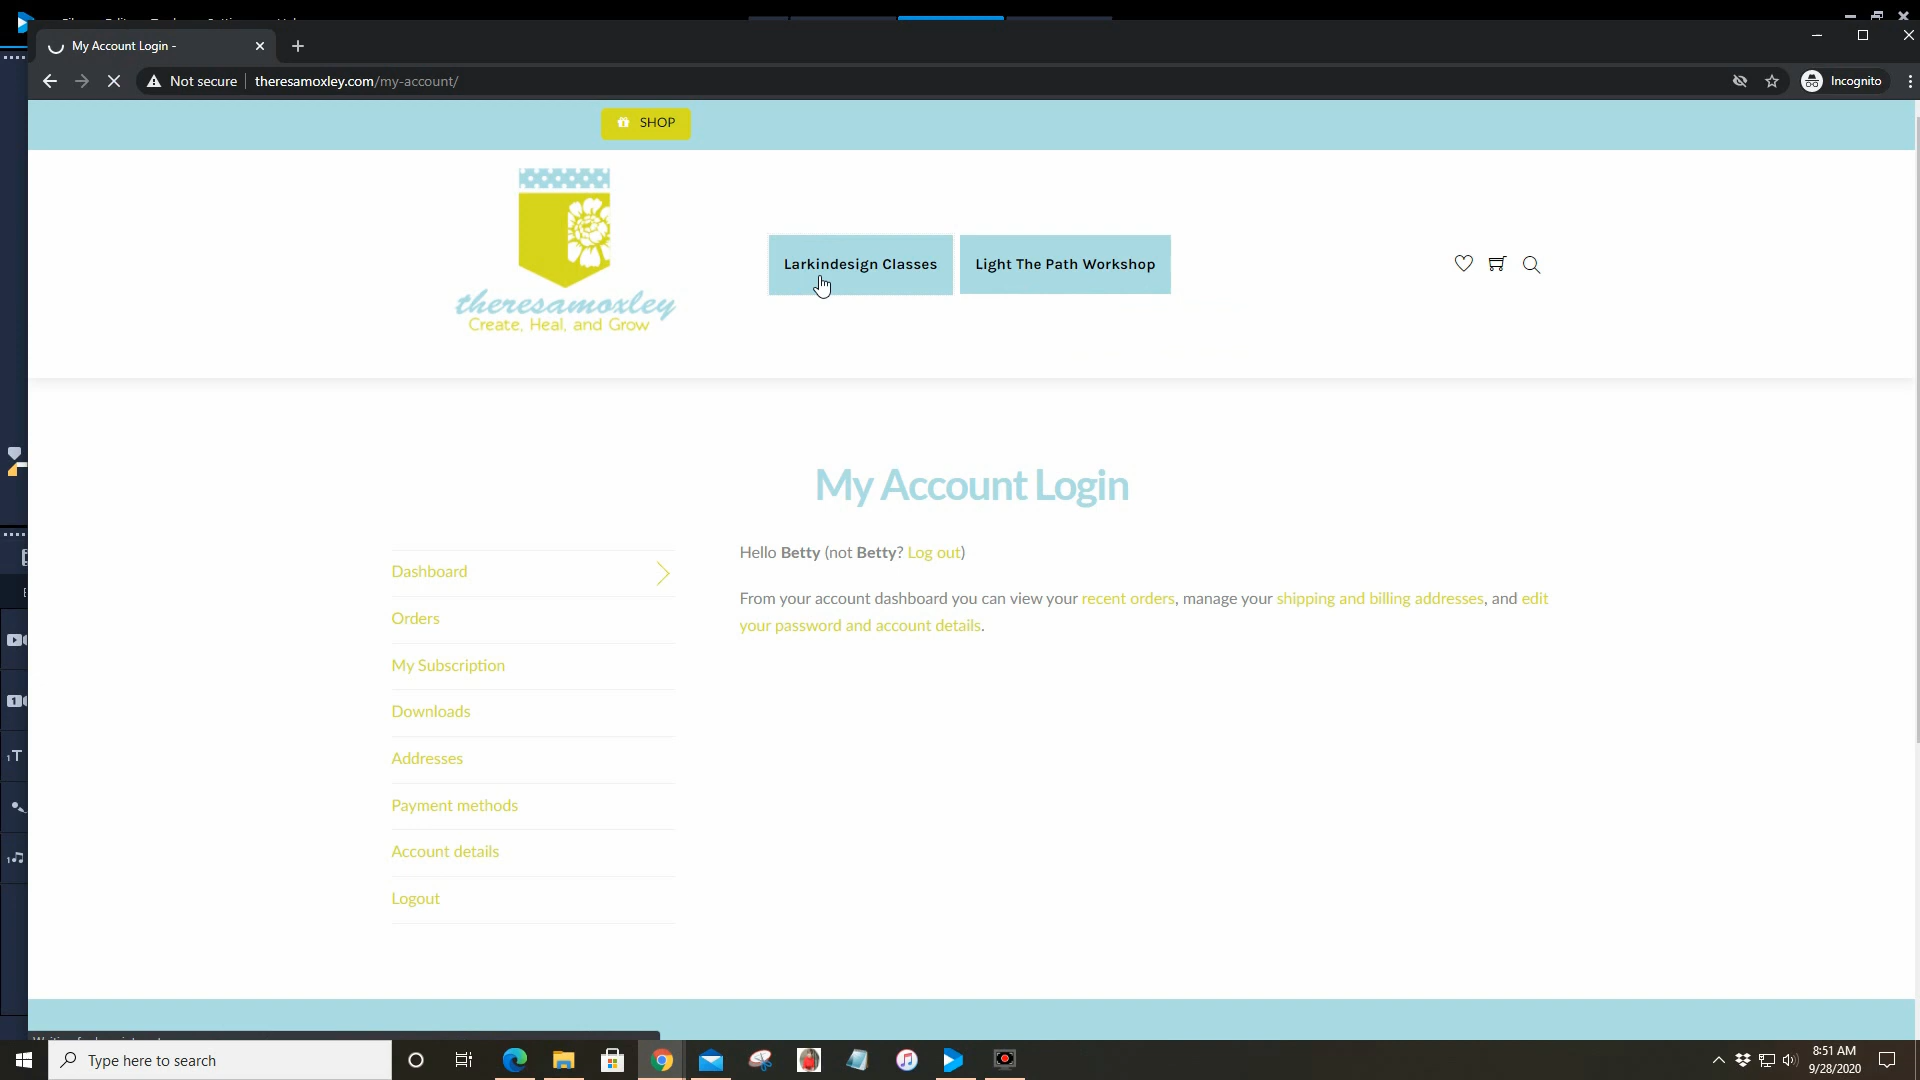 My Account Login -
Not secure
theresamoxley.com/my-account/
Incognito
SHOP
theresamoxley
Create, Heal, and Grow
Larkindesign Classes
Light The Path Workshop
My Account Login
Hello Betty (not Betty? Log out)
From your account dashboard you can view your recent orders, manage your shipping and billing addresses, and edit
your password and account details.
Dashboard
Orders
My Subscription
Downloads
Addresses
Payment methods
Account details
Logout
Type here to search
8:51 AM
9/28/2020